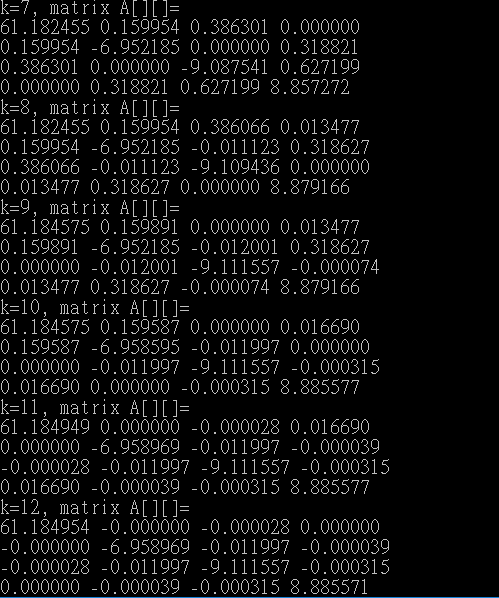 k=7, matrix A[][]=
61.182455 0.159954 0.386301 0.000000
0.159954 -6.952185 0.000000 0.318821
0.386301 0.000000 -9.087541 0.627199
0.000000 0.318821 0.627199 8.857272
k=8, matrix A[][]=
61.182455 0.159954 0.386066 0.013477
0.159954 -6.952185 -0.011123 0.318627
0.386066 -0.011123 -9.109436 0.000000
0.013477 0.318627 0.000000 8.879166
k=9, matrix A[][]=
61.184575 0.159891 0.000000 0.013477
0.159891 -6.952185 -0.012001 0.318627
0.000000 -0.012001 -9.111557 -0.000074
0.013477 0.318627 -0.000074 8.879166
k=10, matrix A[][]=
61.184575 0.159587 0.000000 0.016690
0.159587 -6.958595 -0.011997 0.000000
0.000000 -0.011997 -9.111557 -0.000315
0.016690 0.000000 -0.000315 8.885577
k=11, matrix A[][]=
61.184949 0.000000 -0.000028 0.016690
0.000000 -6.958969 -0.011997 -0.000039
-0.000028 -0.011997 -9.111557 -0.000315
0.016690 -0.000039 -0.000315 8.885577
k=12, matrix A[][]=
61.184954 -0.000000 -0.000028 0.000000
-0.000000 -6.958969 -0.011997 -0.000039
-0.000028 -0.011997 -9.111557 -0.000315
0.000000 -0.000039 -0.000315 8.885571